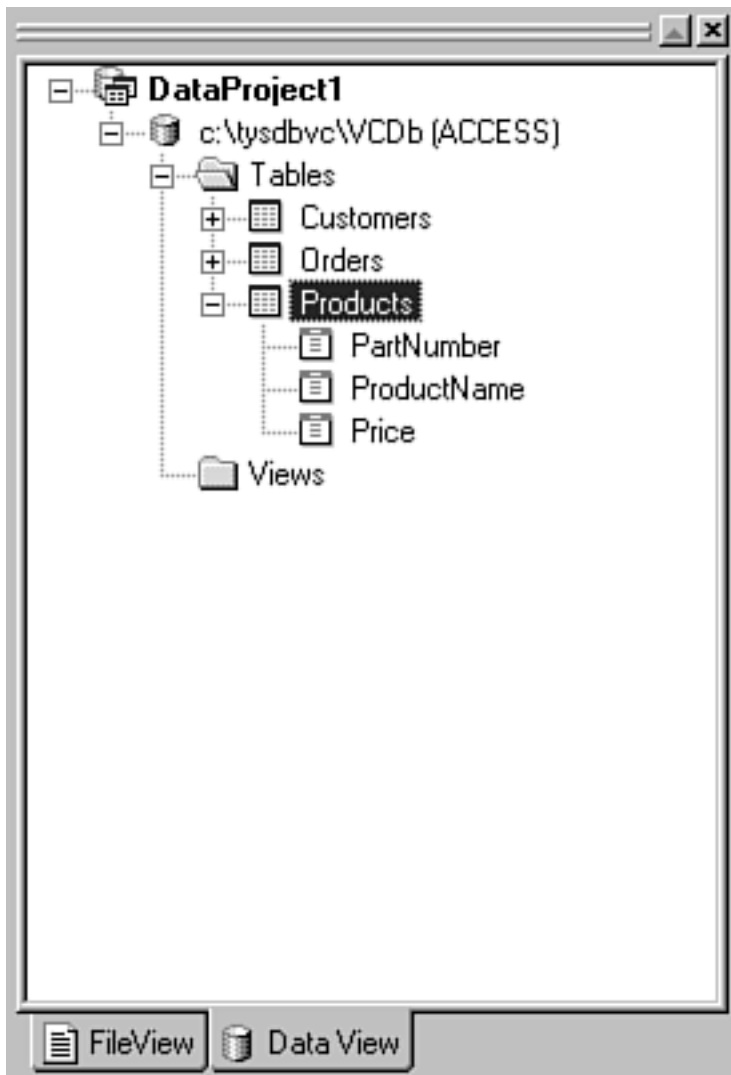 DataProject1
c:\tysdbvc\VCDb (ACCESS)
Tables
Customers
Orders
Products
PartNumber
ProductName
Price
Views
FileView Data View